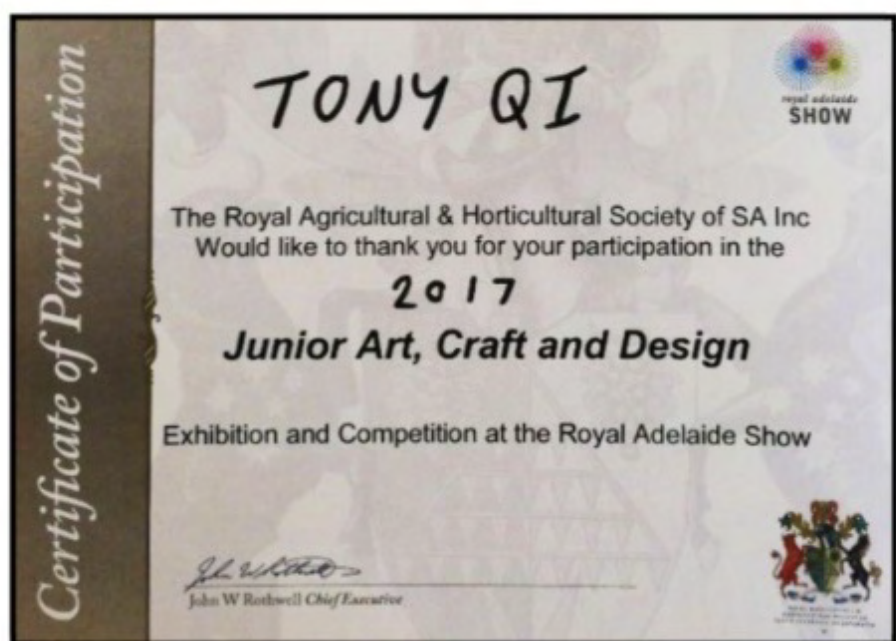 Certificate of Participation
TONY QI
royal adelaide
SHOW
The Royal Agricultural & Horticultural Society of SA Inc
Would like to thank you for your participation in the
2017
Junior Art, Craft and Design
Exhibition and Competition at the Royal Adelaide Show
John W Rothwell Chief Executive